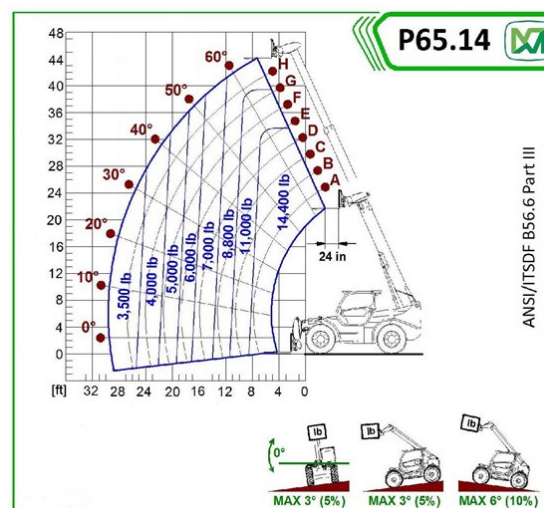 P65.14
48
44
40
36
32
28
24
20
16
12
8
4
0
[ft] 32 28 24 20 16 12 8 4 0
60°
50°
40°
30°
20°
10°
0°
H
G
F
E
D
C
B
A
3,500 lb
4,000 lb
5,000 lb
6,000 lb
7,000 lb
8,800 lb
11,000 lb
14,400 lb
24 in
ANSI/ITSDF B56.6 Part III
0°
lb
lb
lb
MAX 3° (5%)
MAX 3° (5%)
MAX 6° (10%)